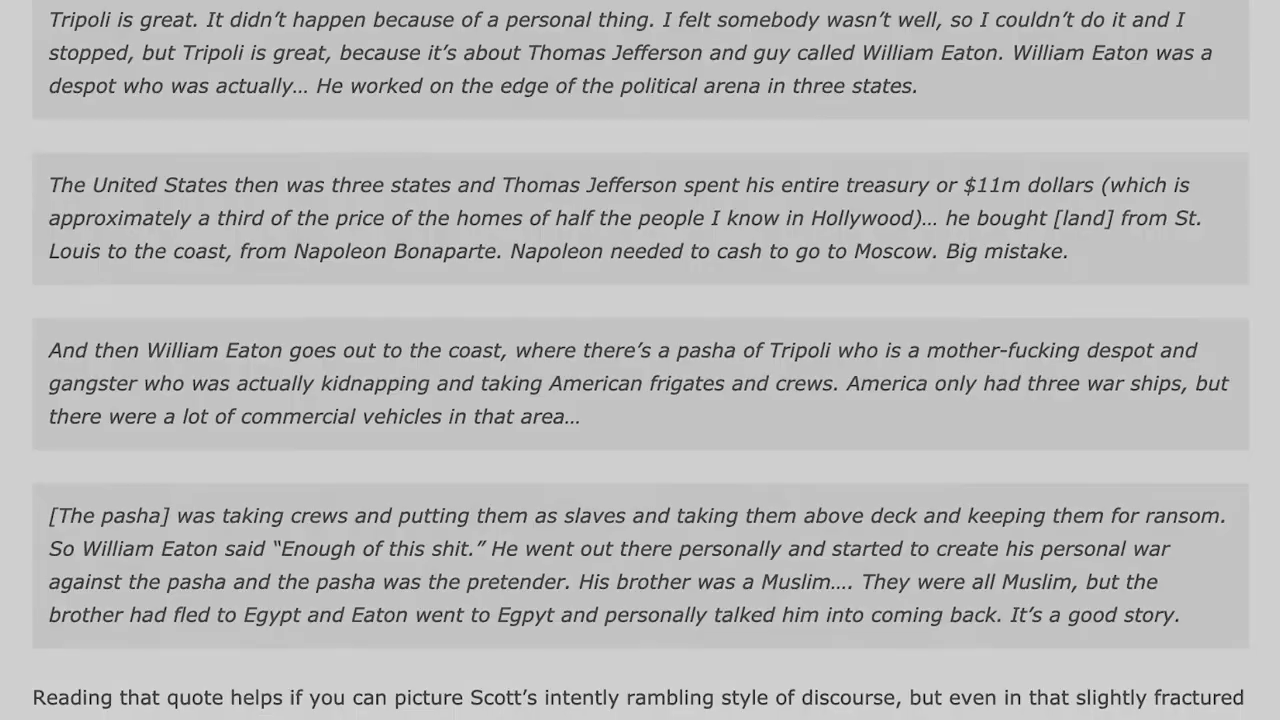 Tripoli is great. It didn’t happen because of a personal thing. I felt somebody wasn’t well, so I couldn’t do it and I
stopped, but Tripoli is great, because it’s about Thomas Jefferson and guy called William Eaton. William Eaton was a
despot who was actually… He worked on the edge of the political arena in three states.
The United States then was three states and Thomas Jefferson spent his entire treasury or $11m dollars (which is
approximately a third of the price of the homes of half the people I know in Hollywood)… he bought [land] from St.
Louis to the coast, from Napoleon Bonaparte. Napoleon needed to cash to go to Moscow. Big mistake.
And then William Eaton goes out to the coast, where there’s a pasha of Tripoli who is a mother-fucking despot and
gangster who was actually kidnapping and taking American frigates and crews. America only had three war ships, but
there were a lot of commercial vehicles in that area…
[The pasha] was taking crews and putting them as slaves and taking them above deck and keeping them for ransom.
So William Eaton said “Enough of this shit.” He went out there personally and started to create his personal war
against the pasha and the pasha was the pretender. His brother was a Muslim…. They were all Muslim, but the
brother had fled to Egypt and Eaton went to Egpyt and personally talked him into coming back. It’s a good story.
Reading that quote helps if you can picture Scott’s intently rambling style of discourse, but even in that slightly fractured